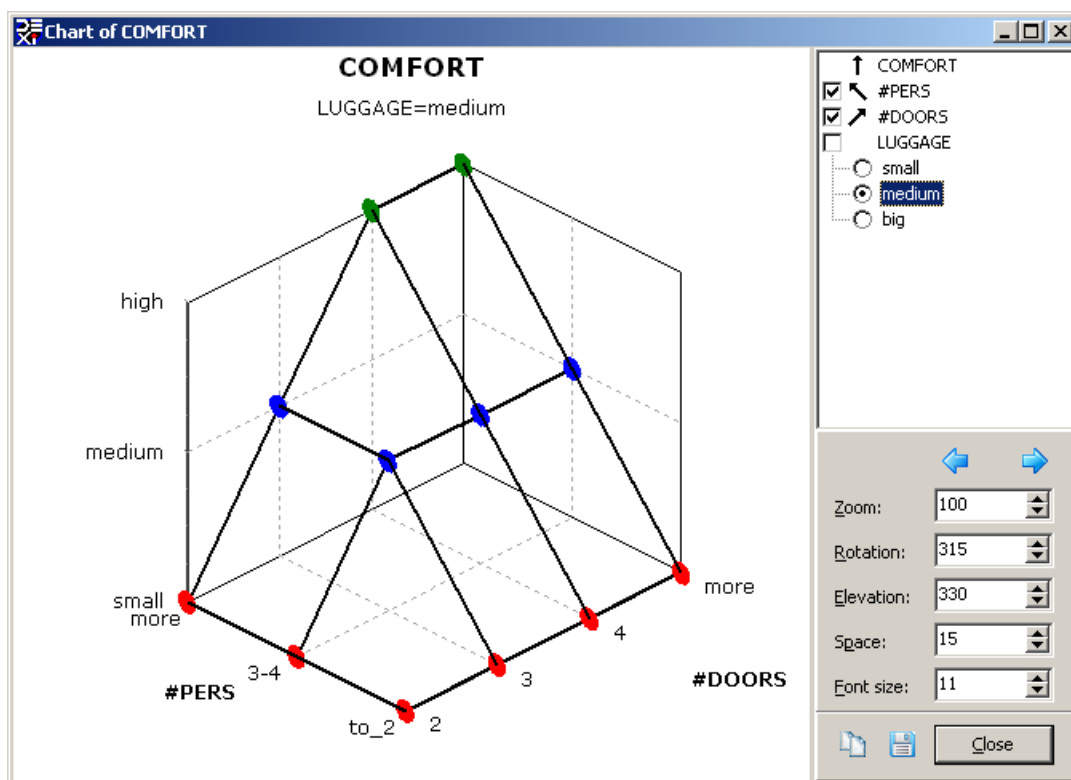 Chart of COMFORT
COMFORT
LUGGAGE=medium
high
medium
small
more
3-4
#PERS
to_2
2
3
4
more
#DOORS
COMFORT
#PERS
#DOORS
LUGGAGE
small
medium
big
Zoom: 100
Rotation: 315
Elevation: 330
Space: 15
Font size: 11
Close